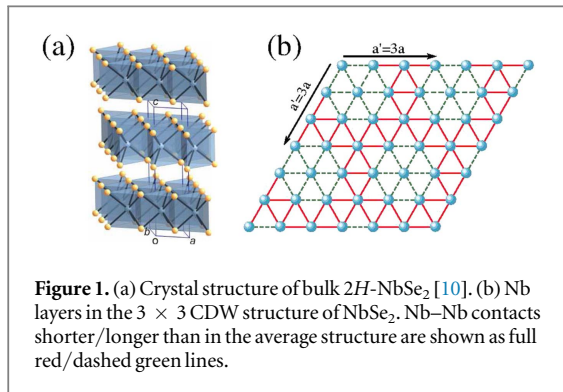 (a)
(b)
a'=3a
a'=3a
c
b
o
a
Figure 1. (a) Crystal structure of bulk 2H-NbSe₂ [10]. (b) Nb
layers in the 3 × 3 CDW structure of NbSe₂. Nb–Nb contacts
shorter/longer than in the average structure are shown as full
red/dashed green lines.